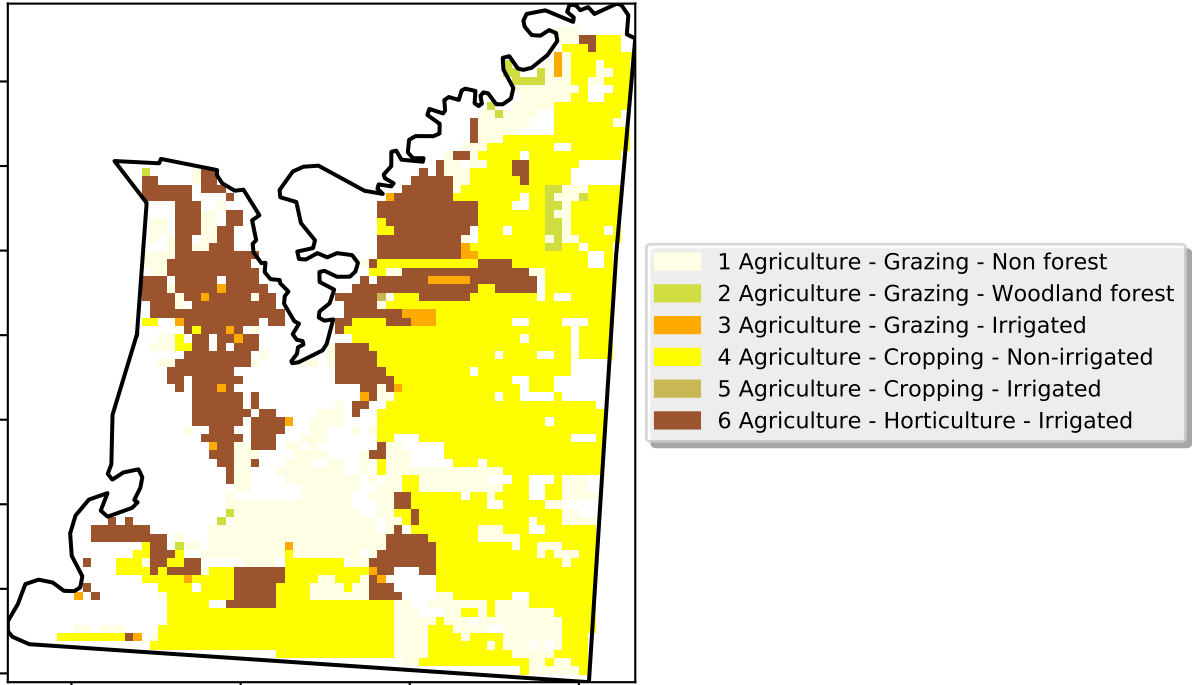 1 Agriculture - Grazing - Non forest
2 Agriculture - Grazing - Woodland forest
3 Agriculture - Grazing - Irrigated
4 Agriculture - Cropping - Non-irrigated
5 Agriculture - Cropping - Irrigated
6 Agriculture - Horticulture - Irrigated